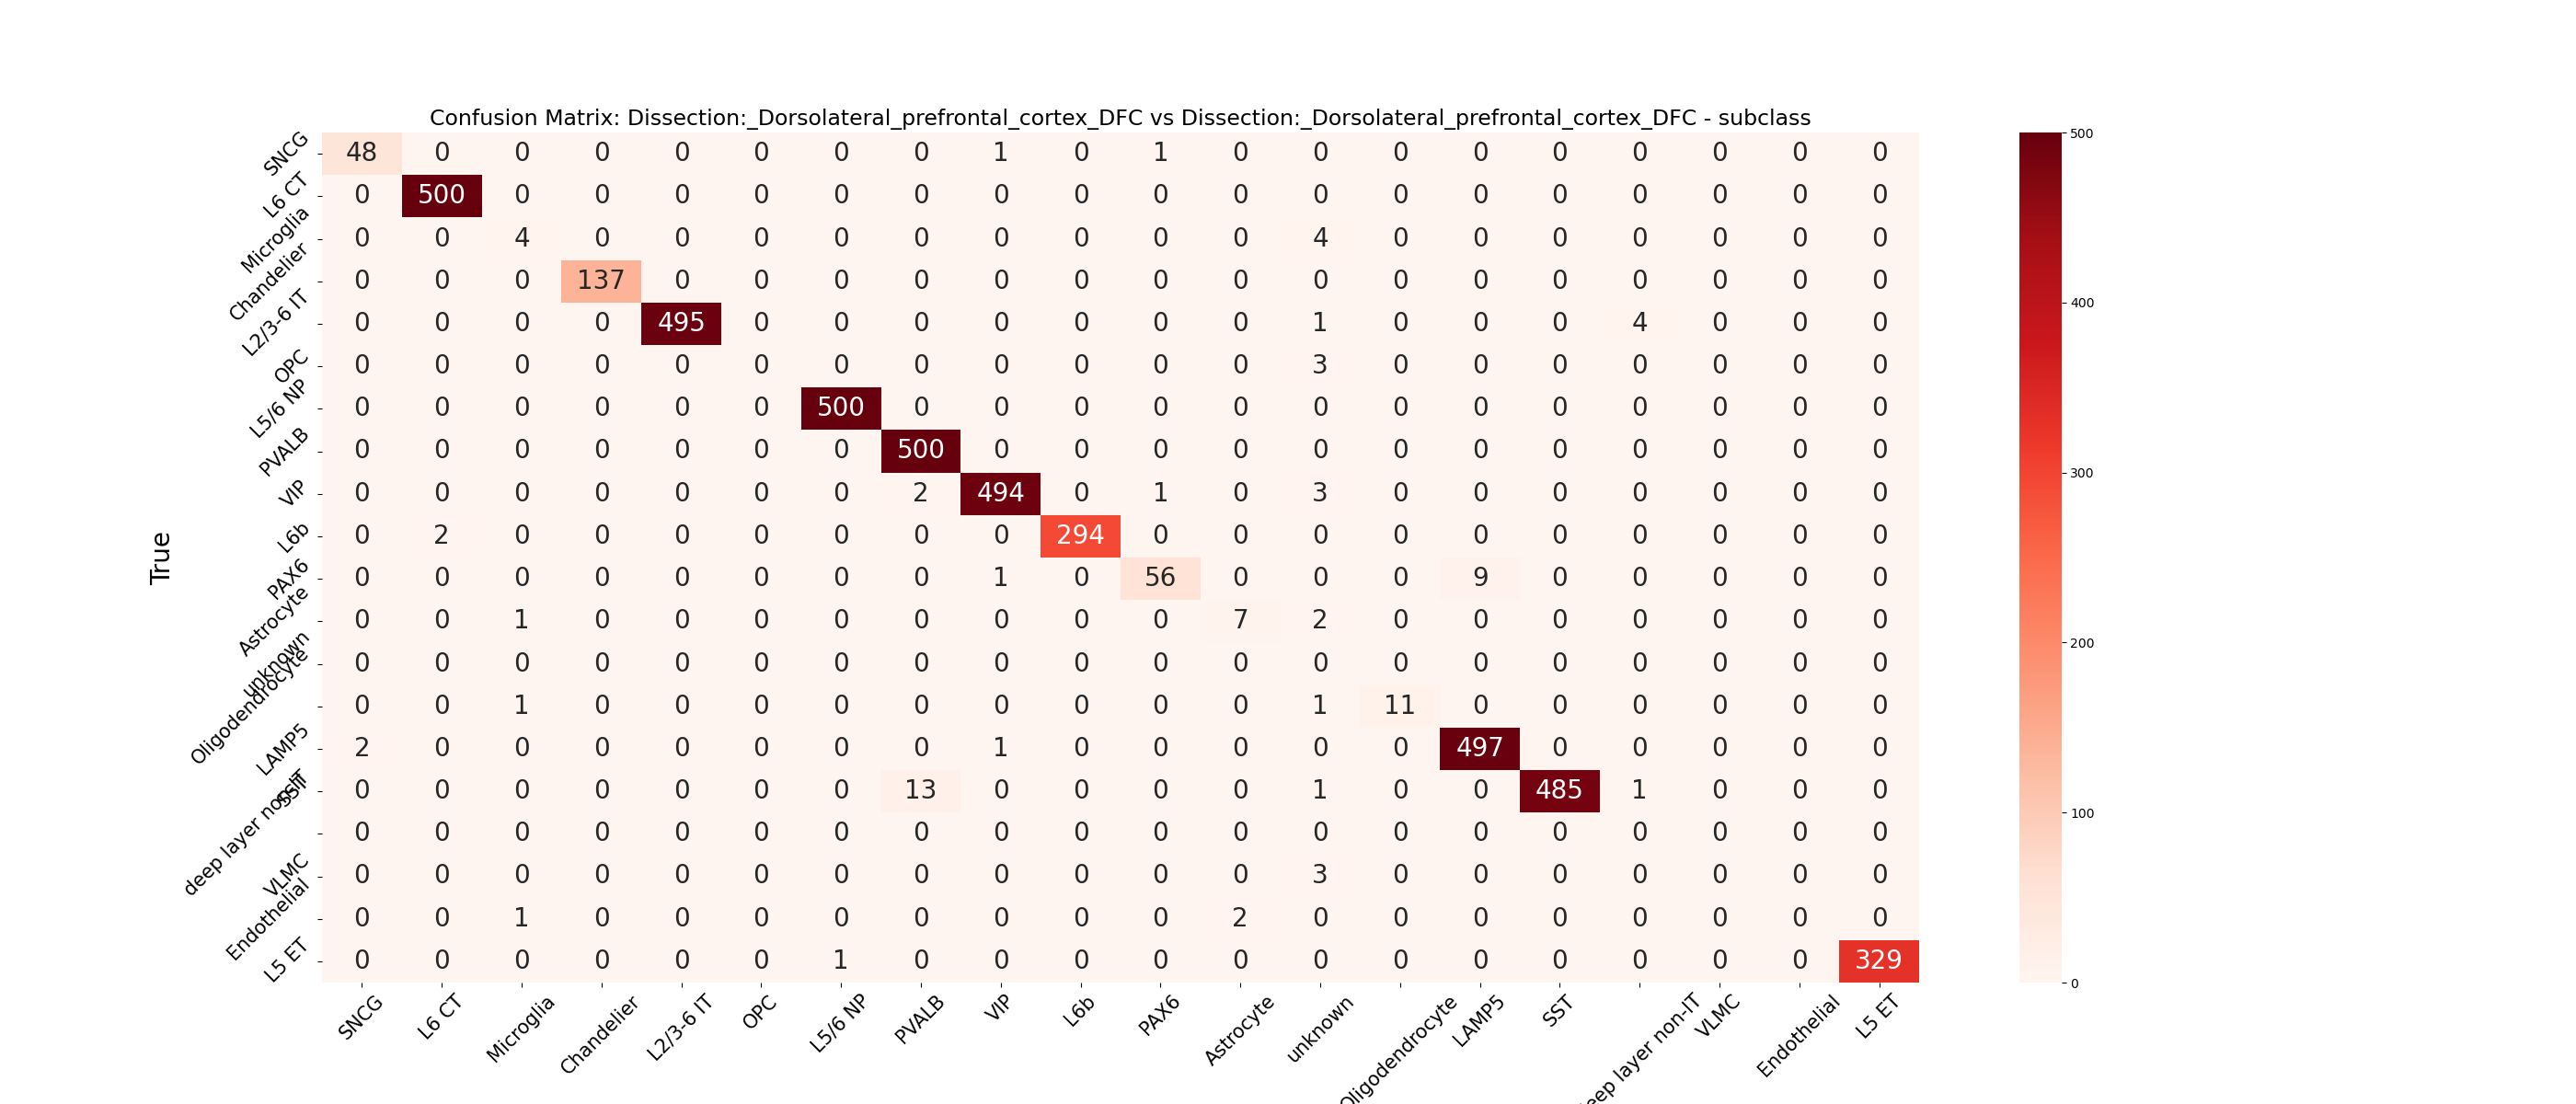 Confusion Matrix: Dissection:_Dorsolateral_prefrontal_cortex_DFC vs Dissection:_Dorsolateral_prefrontal_cortex_DFC - subclass
True
SNCG 48 0 0 0 0 0 0 0 1 0 1 0 0 0 0 0 0 0 0 0
L6 CT 0 500 0 0 0 0 0 0 0 0 0 0 0 0 0 0 0 0 0 0
Microglia 0 0 4 0 0 0 0 0 0 0 0 0 4 0 0 0 0 0 0 0
Chandelier 0 0 0 137 0 0 0 0 0 0 0 0 0 0 0 0 0 0 0 0
L2/3-6 IT 0 0 0 0 495 0 0 0 0 0 0 0 1 0 0 0 4 0 0 0
OPC 0 0 0 0 0 0 0 0 0 0 0 0 3 0 0 0 0 0 0 0
L5/6 NP 0 0 0 0 0 0 500 0 0 0 0 0 0 0 0 0 0 0 0 0
PVALB 0 0 0 0 0 0 0 500 0 0 0 0 0 0 0 0 0 0 0 0
VIP 0 0 0 0 0 0 0 2 494 0 1 0 3 0 0 0 0 0 0 0
L6b 0 2 0 0 0 0 0 0 0 294 0 0 0 0 0 0 0 0 0 0
PAX6 0 0 0 0 0 0 0 0 1 0 56 0 0 0 9 0 0 0 0 0
Astrocyte 0 0 1 0 0 0 0 0 0 0 0 7 2 0 0 0 0 0 0 0
unknown 0 0 0 0 0 0 0 0 0 0 0 0 0 0 0 0 0 0 0 0
Oligodendrocyte 0 0 1 0 0 0 0 0 0 0 0 0 1 11 0 0 0 0 0 0
LAMP5 2 0 0 0 0 0 0 0 1 0 0 0 0 0 497 0 0 0 0 0
SST 0 0 0 0 0 0 0 13 0 0 0 0 1 0 0 485 1 0 0 0
deep layer non-IT 0 0 0 0 0 0 0 0 0 0 0 0 0 0 0 0 0 0 0 0
VLMC 0 0 0 0 0 0 0 0 0 0 0 0 3 0 0 0 0 0 0 0
Endothelial 0 0 1 0 0 0 0 0 0 0 0 2 0 0 0 0 0 0 0 0
L5 ET 0 0 0 0 0 0 1 0 0 0 0 0 0 0 0 0 0 0 0 329
SNCG L6 CT Microglia Chandelier L2/3-6 IT OPC L5/6 NP PVALB VIP L6b PAX6 Astrocyte unknown Oligodendrocyte LAMP5 SST eep layer non-IT VLMC Endothelial L5 ET
500
400
300
200
100
0